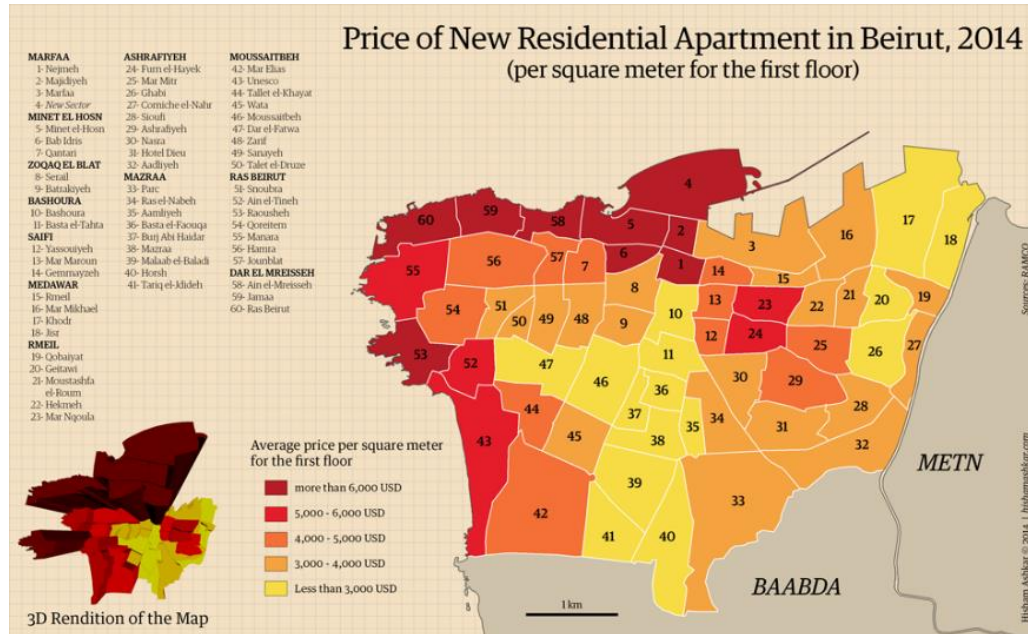 Price of New Residential Apartment in Beirut, 2014
(per square meter for the first floor)
MARFAA
1- Nejmeh
2- Majidiyeh
3- Marfaa
4- New Sector
MINET EL HOSN
5- Minet el-Hosn
6- Bab Idris
7- Qantari
ZOQAQ EL BLAT
8- Serail
9- Batrakiyeh
BASHOURA
10- Bashoura
11- Basta el-Tahta
SAIFI
12- Yassouiyeh
13- Mar Maroun
14- Gemmayzeh
MEDAWAR
15- Rmeil
16- Mar Mikhael
17- Khodr
18- Jisr
RMEIL
19- Qobaiyat
20- Geitawi
21- Moustashfa
el-Roum
22- Hekmeh
23- Mar Nqoula
ASHRAFIYEH
24- Furn el-Hayek
25- Mar Mitr
26- Ghabi
27- Corniche el-Nahr
28- Sioufi
29- Ashrafiyeh
30- Nasra
31- Hotel Dieu
32- Aadliyeh
MAZRAA
33- Parc
34- Ras el-Nabeh
35- Aamliyeh
36- Basta el-Faouqa
37- Burj Abi Haidar
38- Mazraa
39- Malaab el-Baladi
40- Horsh
41- Tariq el-Jdideh
MOUSSAITBEH
42- Mar Elias
43- Unesco
44- Tallet el-Khayat
45- Wata
46- Moussaitbeh
47- Dar el-Fatwa
48- Zarif
49- Sanayeh
50- Talet el-Druze
RAS BEIRUT
51- Snoubra
52- Ain el-Tineh
53- Raousheh
54- Qoreitem
55- Manara
56- Hamra
57- Jounblat
DAR EL MREISSEH
58- Ain el-Mreisseh
59- Jamaa
60- Ras Beirut
4
60
59
58
5
2
3
16
17
18
6
1
55
56
57
7
14
15
8
54
51
50
49
48
9
10
13
23
22
21
20
19
12
24
53
52
47
11
25
26
27
46
36
30
29
44
37
34
28
43
45
38
35
31
32
39
33
42
41
40
METN
BAABDA
Average price per square meter
for the first floor
more than 6,000 USD
5,000 - 6,000 USD
4,000 - 5,000 USD
3,000 - 4,000 USD
Less than 3,000 USD
1 km
3D Rendition of the Map
Sources: RAMCO
Hisham Ashkar © 2014 | hishamashkar.com